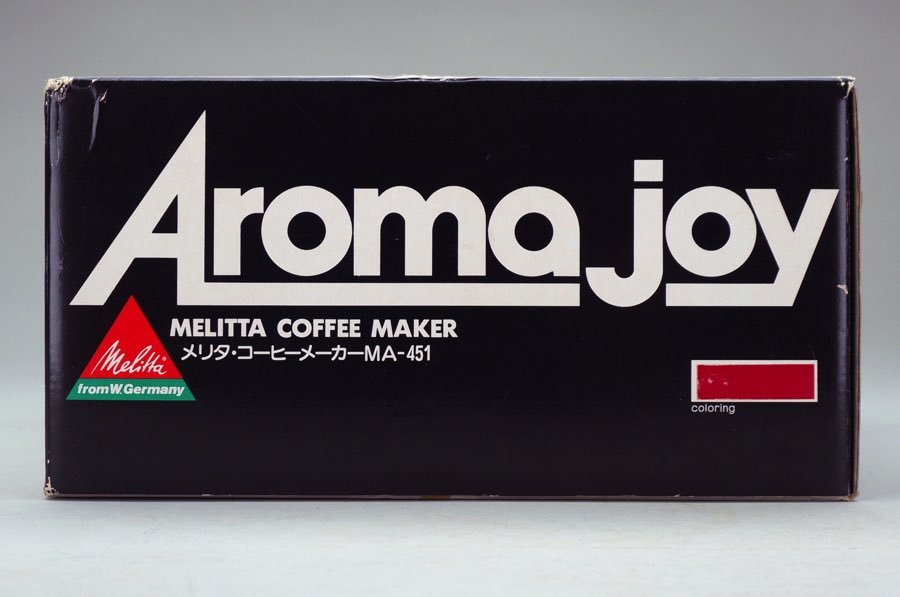 Aroma joy
MELITTA COFFEE MAKER
メリタ・コーヒーメーカーMA-451
Melitta®
from W. Germany
coloring